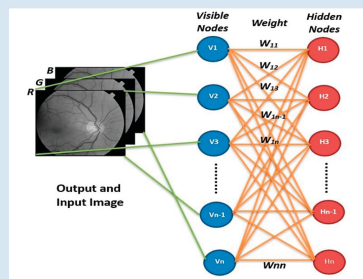 Visible
Nodes
Weight
Hidden
Nodes
B
G
R
V1
V2
V3
Vn-1
Vn
W11
W12
W13
W1n-1
W1n
Wnn
H1
H2
H3
Hn-1
Hn
Output and
Input Image